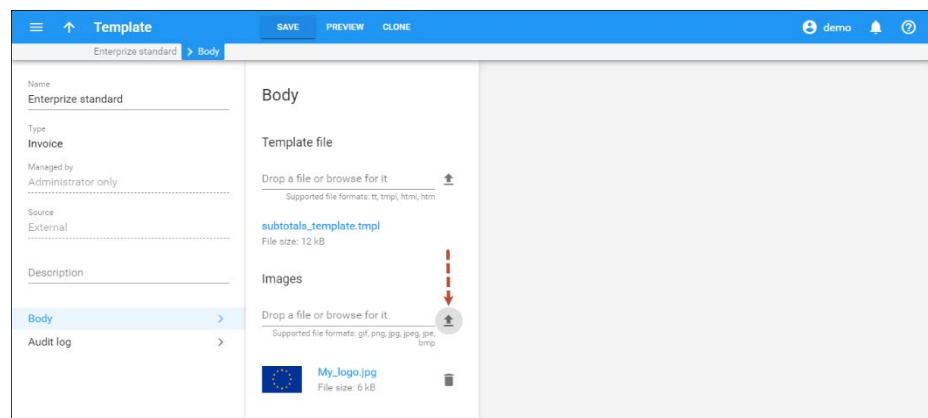 Template
SAVE PREVIEW CLONE
demo
Enterprize standard Body
Name
Enterprize standard
Type
Invoice
Managed by
Administrator only
Source
External
Description
Body
Audit log
Body
Template file
Drop a file or browse for it
Supported file formats: tt, tmpl, html, htm
subtotals_template.tmpl
File size: 12 kB
Images
Drop a file or browse for it
Supported file formats: gif, png, jpg, jpeg, jpe,
bmp
My_logo.jpg
File size: 6 kB